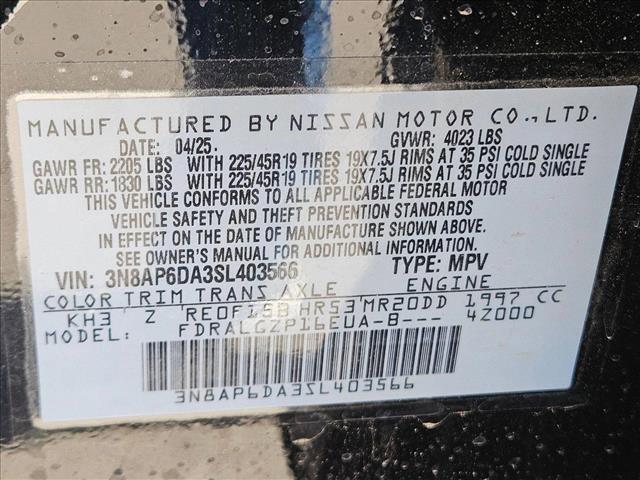 MANUFACTURED BY NISSAN MOTOR CO.,LTD.
DATE: 04/25. GVWR: 4023 LBS
GAWR FR: 2205 LBS WITH 225/45R19 TIRES 19X7.5J RIMS AT 35 PSI COLD SINGLE
GAWR RR: 1830 LBS WITH 225/45R19 TIRES 19X7.5J RIMS AT 35 PSI COLD SINGLE
THIS VEHICLE CONFORMS TO ALL APPLICABLE FEDERAL MOTOR
VEHICLE SAFETY AND THEFT PREVENTION STANDARDS
IN EFFECT ON THE DATE OF MANUFACTURE SHOWN ABOVE.
SEE OWNER'S MANUAL FOR ADDITIONAL INFORMATION.
VIN: 3N8AP6DA3SL403566 TYPE: MPV
COLOR TRIM TRANS AXLE ENGINE
KH3 Z RE0F15B HR53 MR20DD 1997 CC
MODEL: FDRALGZP16EUA-B--- 4Z000
3N8AP6DA3SL403566